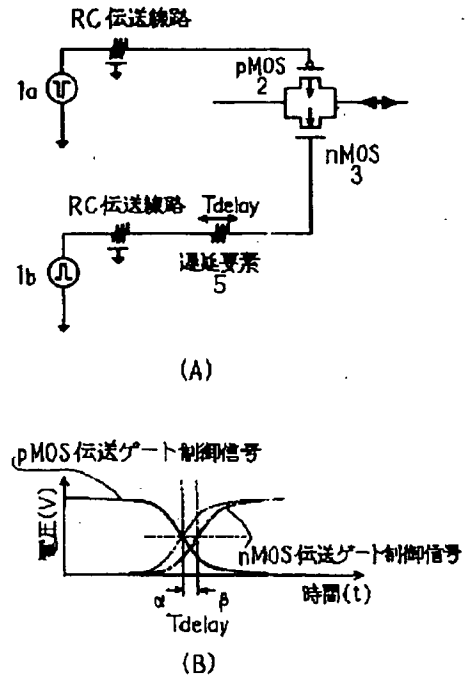 RC伝送線路
1a
pMOS
2
nMOS
3
RC伝送線路
Tdelay
遅延要素
5
1b
(A)
pMOS伝送ゲート制御信号
電圧(V)
nMOS伝送ゲート制御信号
α
β
時間(t)
Tdelay
(B)